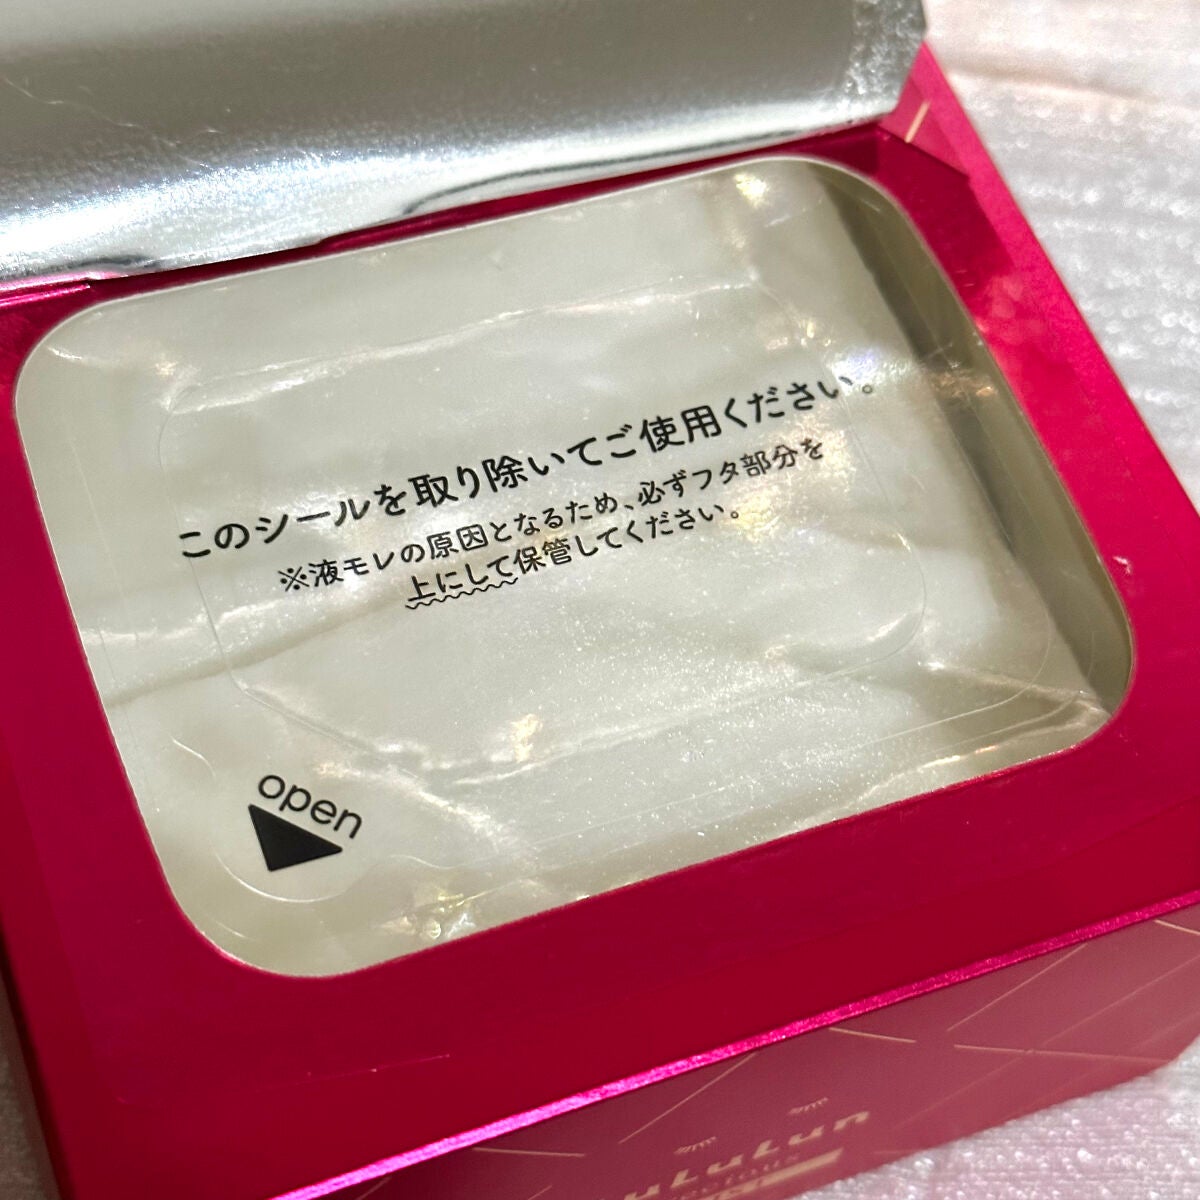 このシールを取り除いてご使用ください。
※液モレの原因となるため、必ずフタ部分を
上にして保管してください。
open
uLuLun